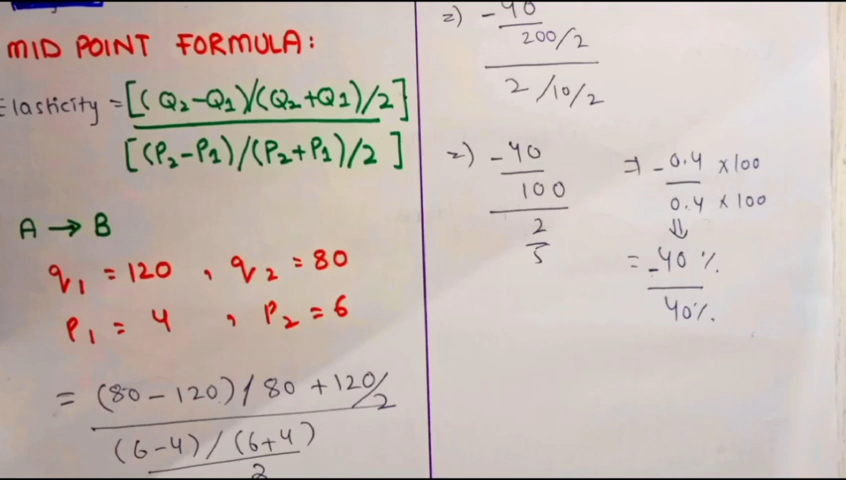 MID POINT FORMULA:
Elasticity = [(Q₂-Q₁)/(Q₂+Q1)/2]
[(P₂-P₁)/(P₂+P₁)/2]
A → B
q₁ = 120 , q₂ = 80
P₁ = 4 , P₂ = 6
= (80-120)/80+120/2
(6-4)/(6+4)
2
=) -40
200/2
2/10/2
=) -40
100
2
5
⇒ -0.4 x100
0.4 x 100
⇓
= -40 %
40%.